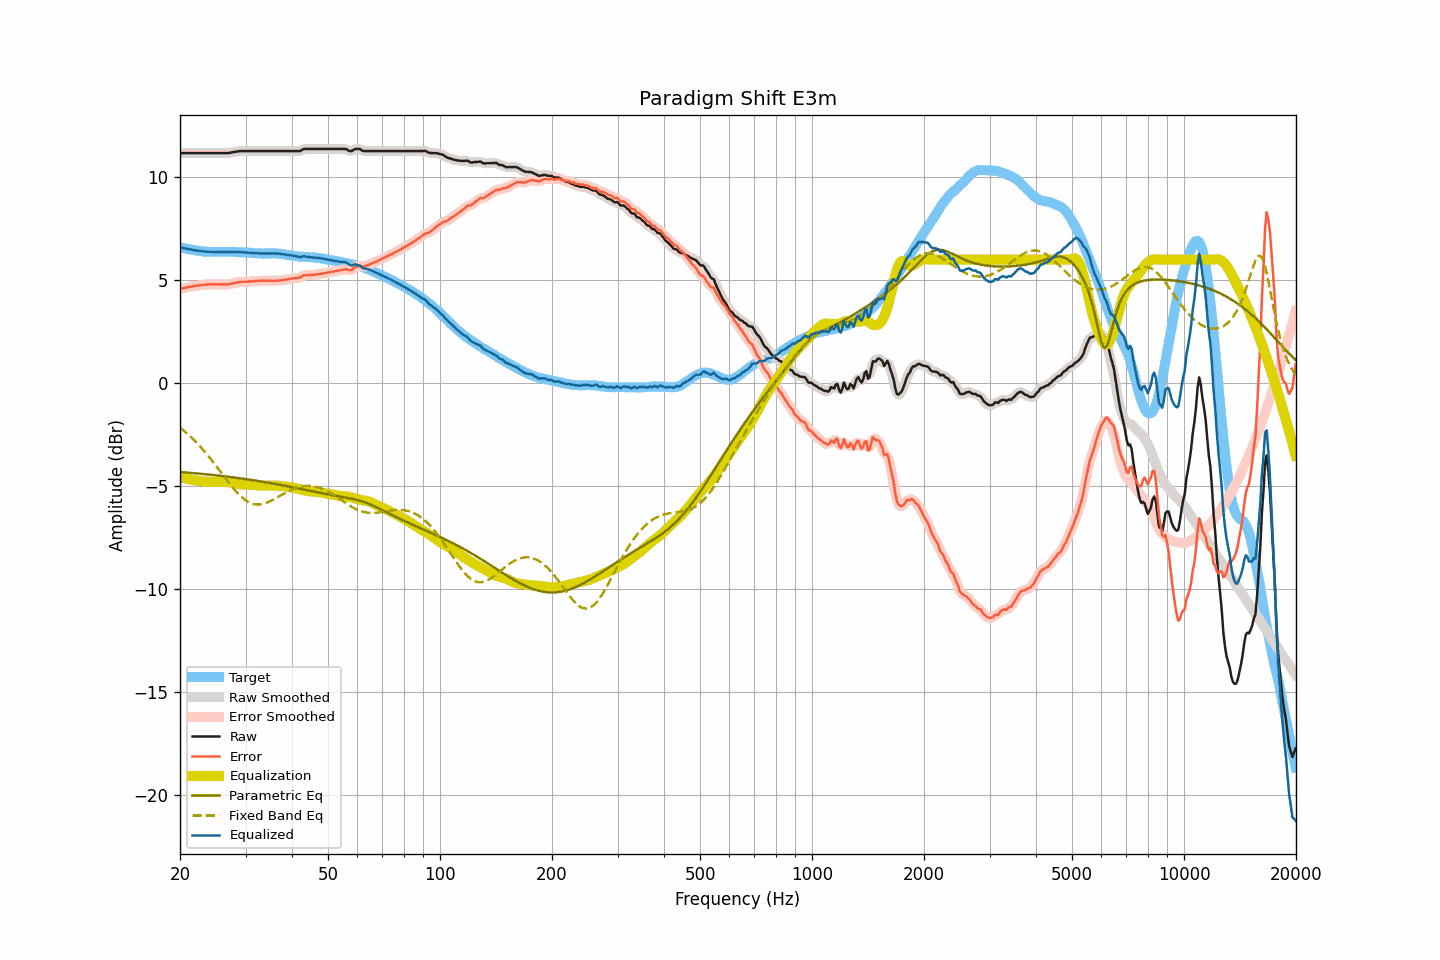 Paradigm Shift E3m
Amplitude (dBr)
10
5
0
−5
−10
−15
−20
Target
Raw Smoothed
Error Smoothed
Raw
Error
Equalization
Parametric Eq
Fixed Band Eq
Equalized
20 50 100 200 500 1000 2000 5000 10000 20000
Frequency (Hz)